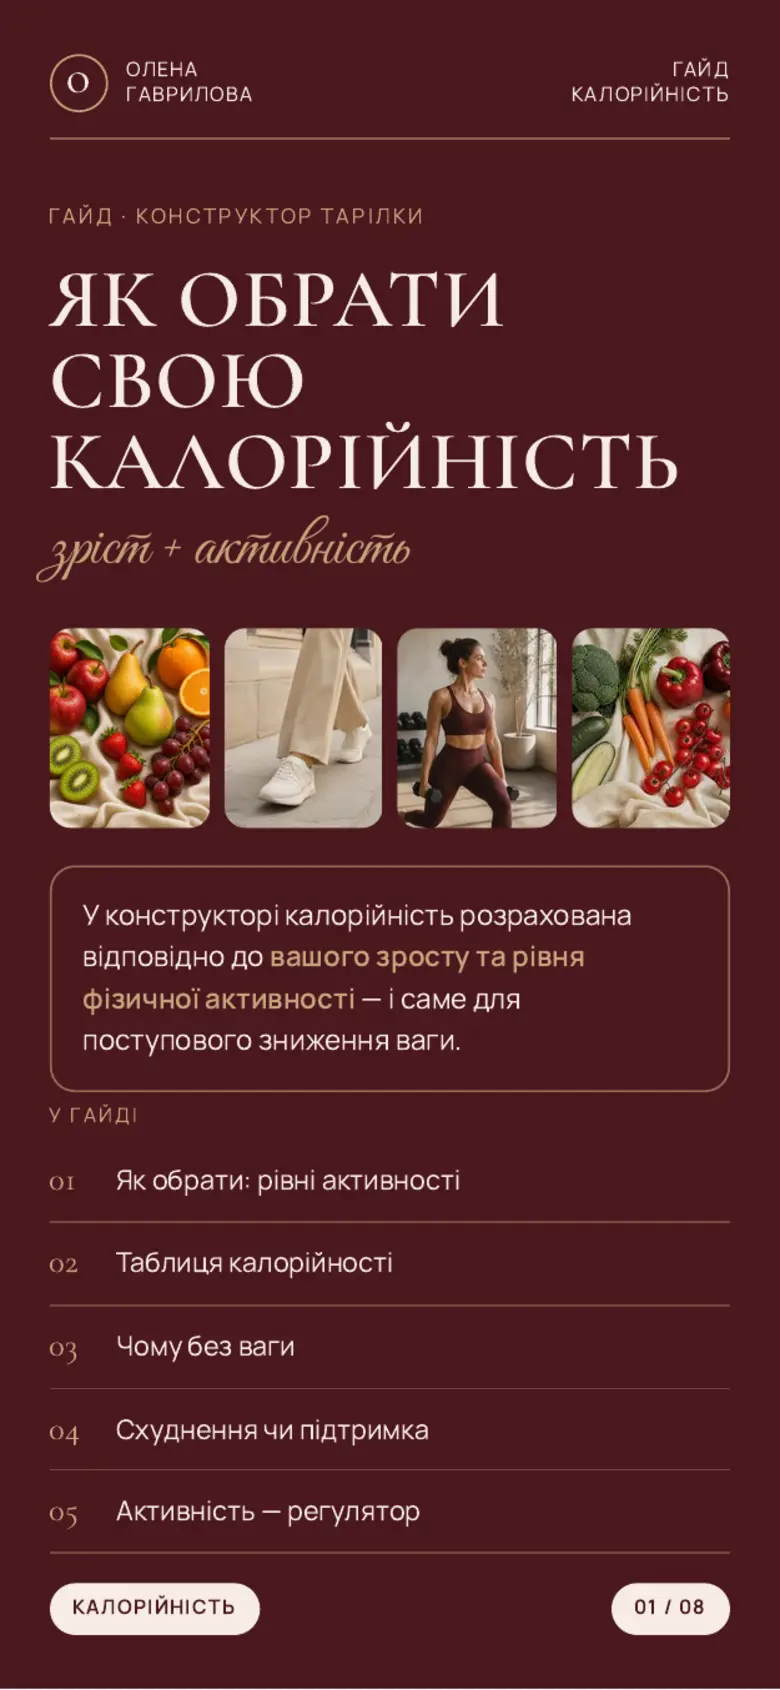 О
ОЛЕНА
ГАВРИЛОВА
ГАЙД
КАЛОРІЙНІСТЬ
ГАЙД · КОНСТРУКТОР ТАРІЛКИ
ЯК ОБРАТИ
СВОЮ
КАЛОРІЙНІСТЬ
зріст + активність
У конструкторі калорійність розрахована
відповідно до вашого зросту та рівня
фізичної активності — і саме для
поступового зниження ваги.
У ГАЙДІ
01 Як обрати: рівні активності
02 Таблиця калорійності
03 Чому без ваги
04 Схуднення чи підтримка
05 Активність — регулятор
КАЛОРІЙНІСТЬ
01 / 08